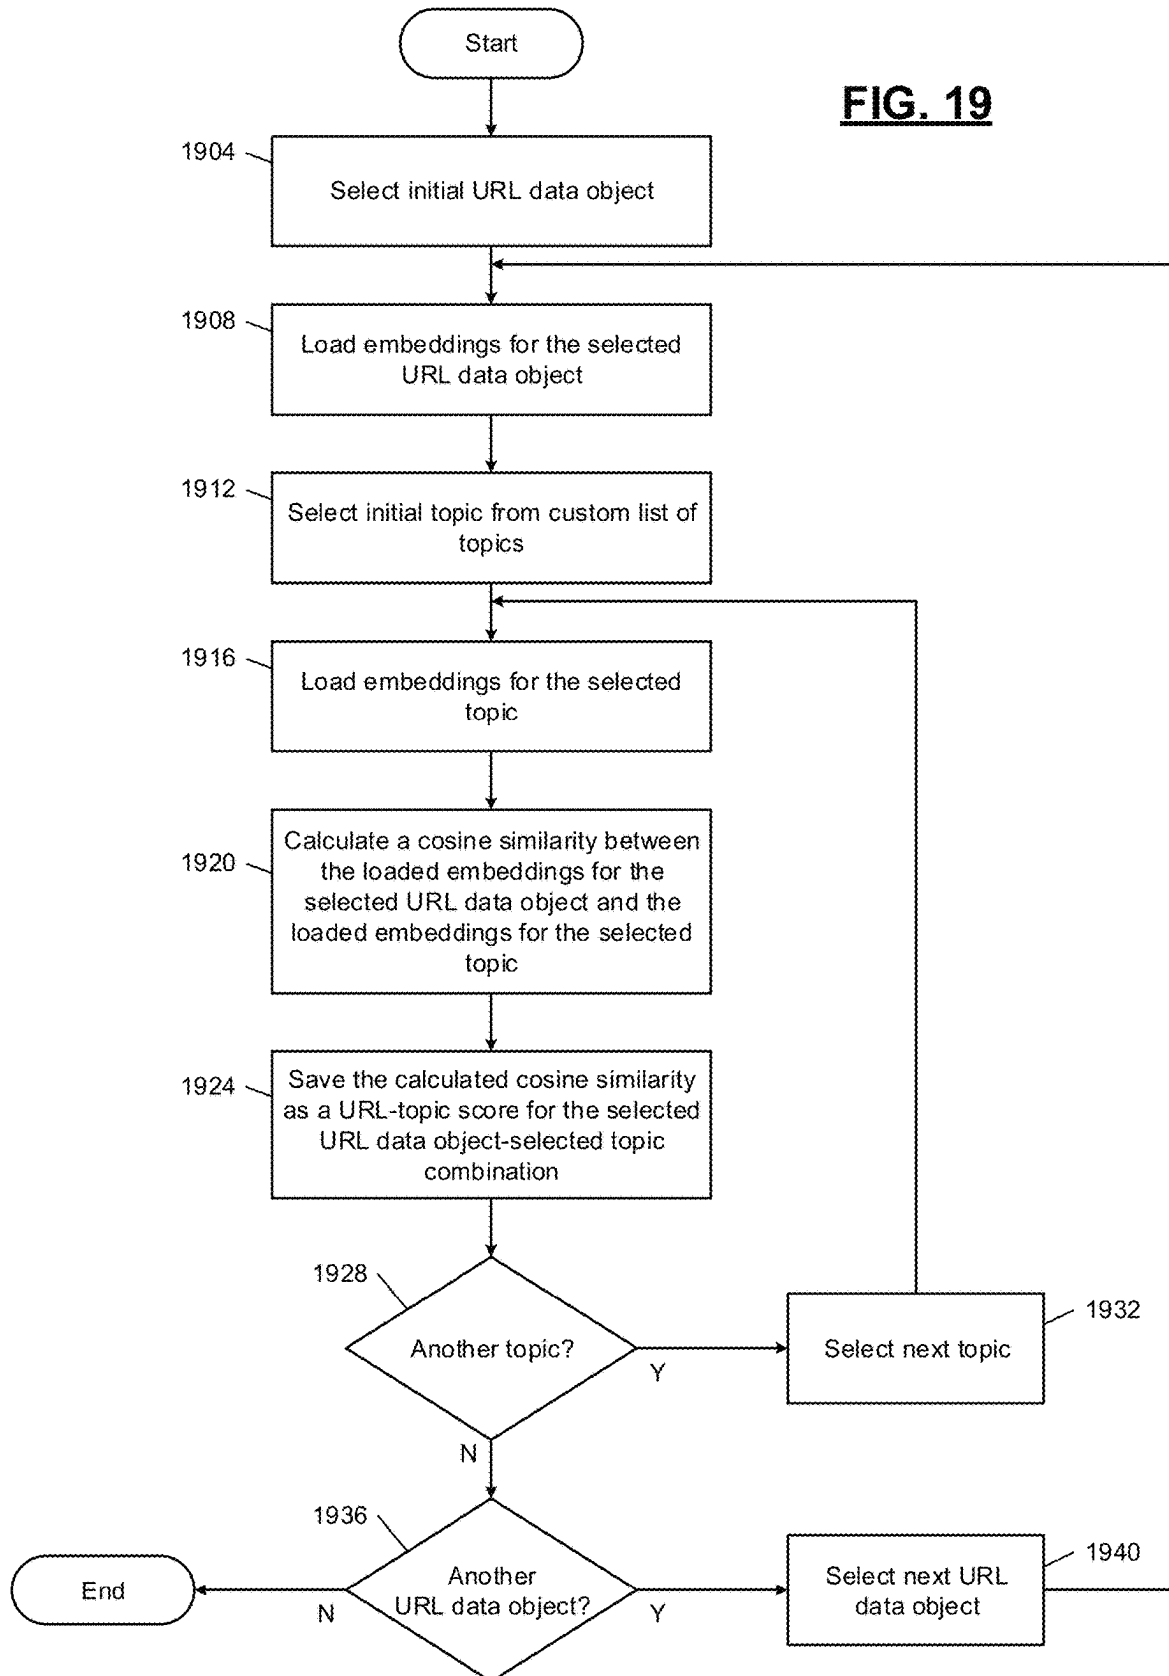 Start
FIG. 19
1904
Select initial URL data object
1908
Load embeddings for the selected
URL data object
1912
Select initial topic from custom list of
topics
1916
Load embeddings for the selected
topic
1920
Calculate a cosine similarity between
the loaded embeddings for the
selected URL data object and the
loaded embeddings for the selected
topic
1924
Save the calculated cosine similarity
as a URL-topic score for the selected
URL data object-selected topic
combination
1928
Another topic?
Y
1932
Select next topic
N
1936
Another
URL data object?
N
End
Y
1940
Select next URL
data object